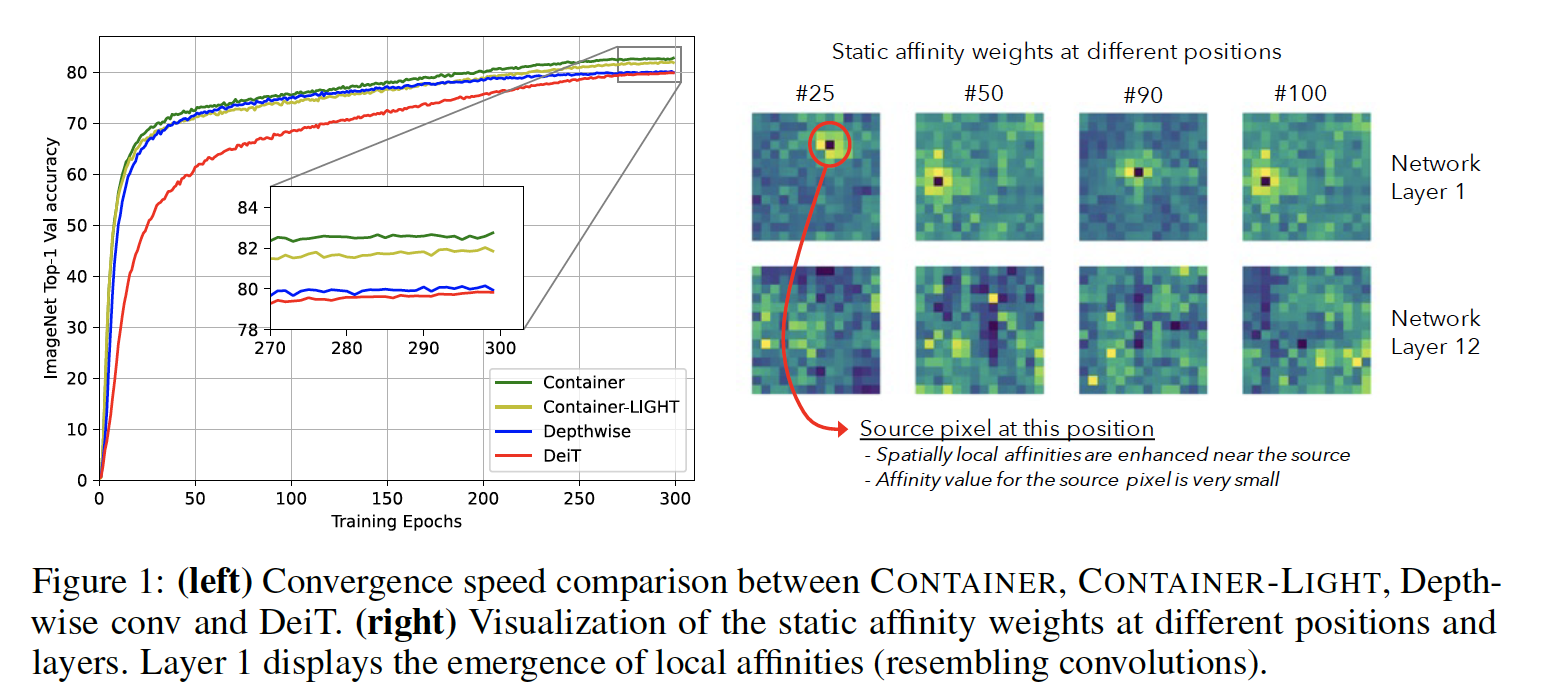 ImageNet Top-1 Val accuracy
80
70
60
50
40
30
20
10
0
0 50 100 150 200 250 300
Training Epochs
84
82
80
78
270 280 290 300
Container
Container-LIGHT
Depthwise
DeiT
Static affinity weights at different positions
#25 #50 #90 #100
Network
Layer 1
Network
Layer 12
Source pixel at this position
- Spatially local affinities are enhanced near the source
- Affinity value for the source pixel is very small
Figure 1: (left) Convergence speed comparison between CONTAINER, CONTAINER-LIGHT, Depth-
wise conv and DeiT. (right) Visualization of the static affinity weights at different positions and
layers. Layer 1 displays the emergence of local affinities (resembling convolutions).